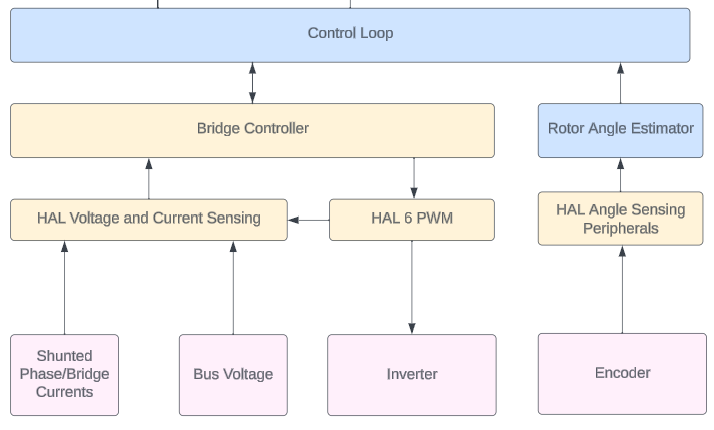 Control Loop
Bridge Controller
Rotor Angle Estimator
HAL Voltage and Current Sensing
HAL 6 PWM
HAL Angle Sensing
Peripherals
Shunted
Phase/Bridge
Currents
Bus Voltage
Inverter
Encoder